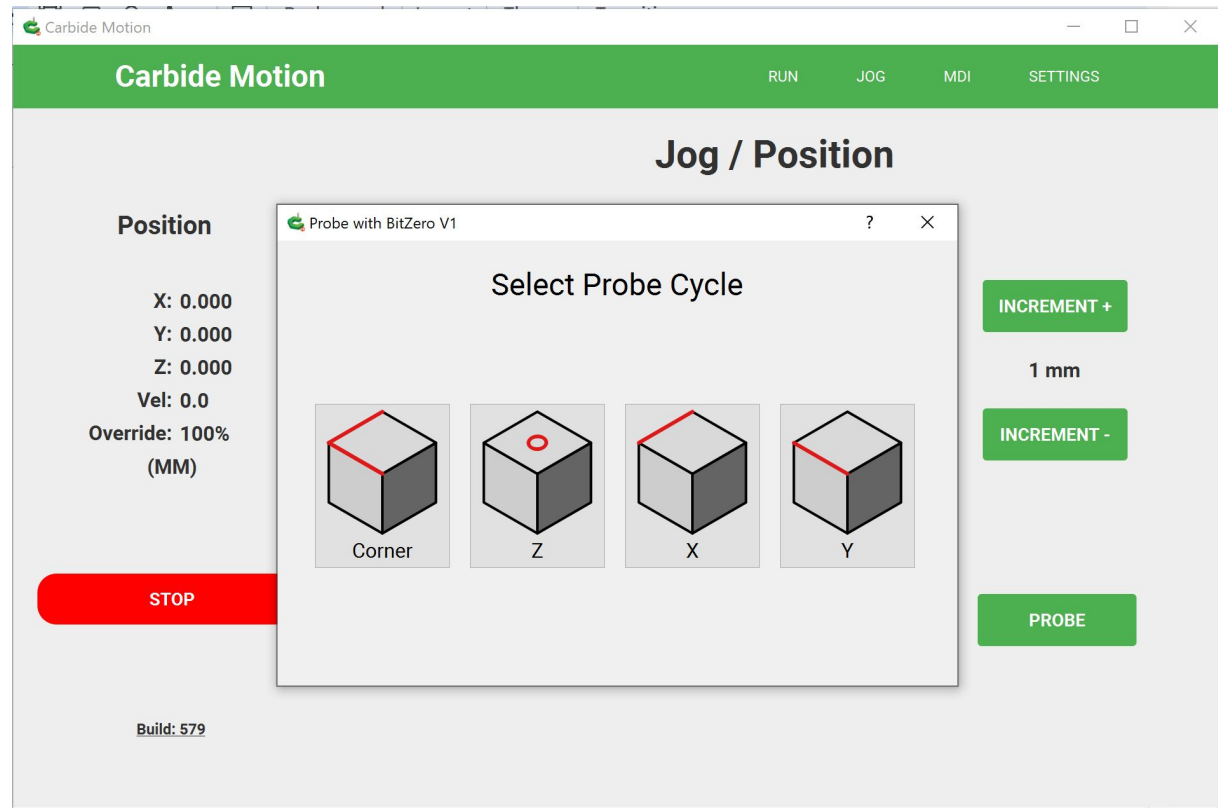 Carbide Motion
Carbide Motion
RUN
JOG
MDI
SETTINGS
Jog / Position
Position
X: 0.000
Y: 0.000
Z: 0.000
Vel: 0.0
Override: 100%
(MM)
STOP
Build: 579
Probe with BitZero V1
?
Select Probe Cycle
Corner
Z
X
Y
INCREMENT +
1 mm
INCREMENT -
PROBE